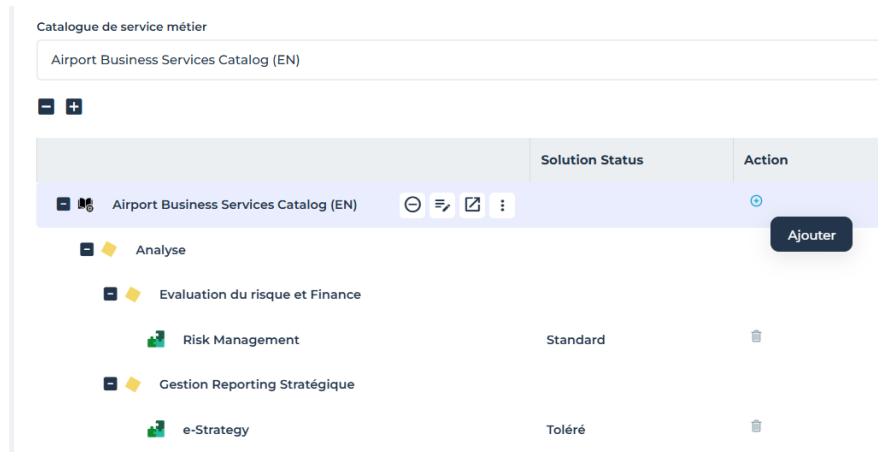 Catalogue de service métier
Airport Business Services Catalog (EN)
Solution Status Action
Airport Business Services Catalog (EN)
Ajouter
Analyse
Evaluation du risque et Finance
Risk Management Standard
Gestion Reporting Stratégique
e-Strategy Toléré